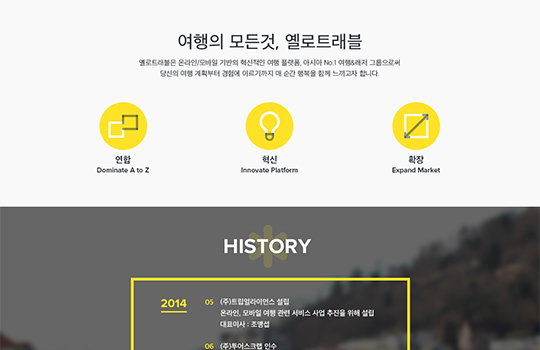 여행의 모든것, 옐로트래블
옐로트래블은 온라인/모바일 기반의 혁신적인 여행 플랫폼, 아시아 No.1 여행&레저 그룹으로써
당신의 여행 계획부터 경험에 이르기까지 매 순간 행복을 함께 느끼고자 합니다.
연합
Dominate A to Z
혁신
Innovate Platform
확장
Expand Market
HISTORY
2014
05 (주)트립얼라이언스 설립
온라인, 모바일 여행 관련 서비스 사업 추진을 위해 설립
대표이사 : 조맹섭
06 (주)투어스크랩 인수